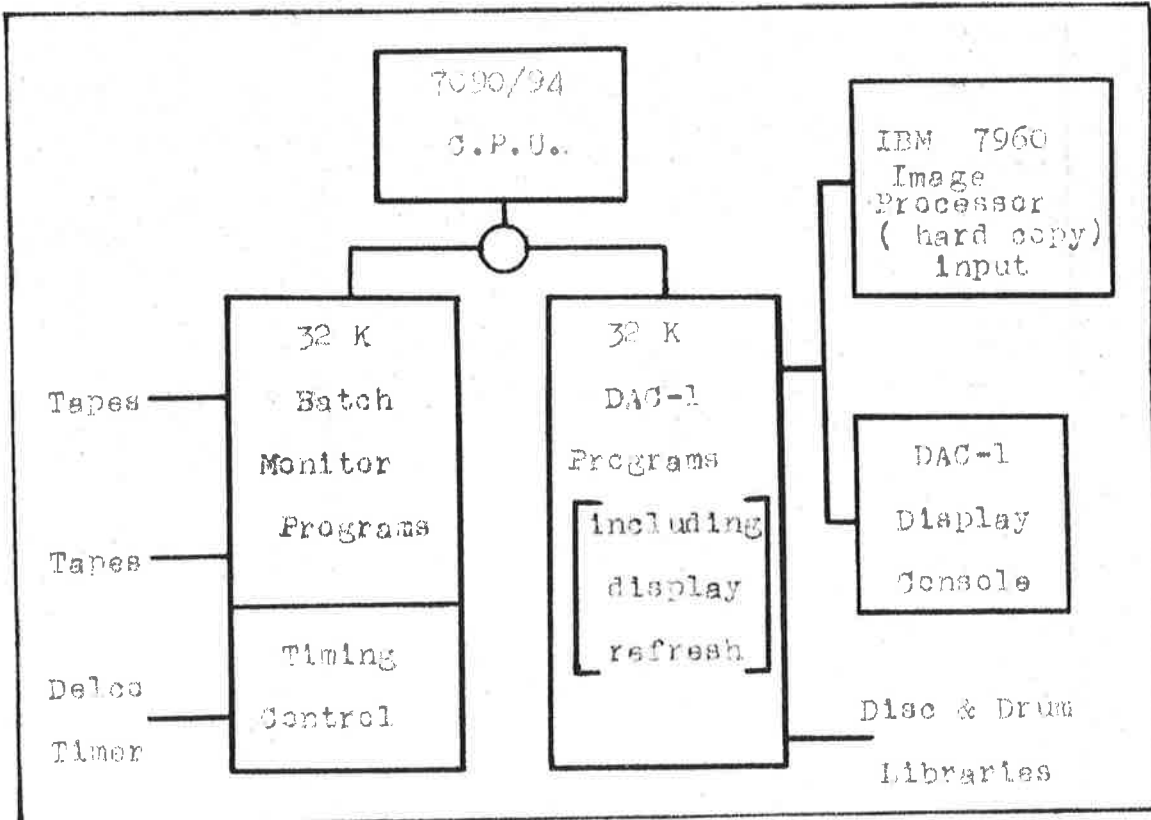 7090/94
C.P.U.
IBM 7960
Image
Processor
( hard copy)
input
32 K
Batch
Monitor
Programs
Timing
Control
32 K
DAC-1
Programs
including
display
refresh
DAC-1
Display
Console
Tapes
Tapes
Delco
Timer
Disc & Drum
Libraries